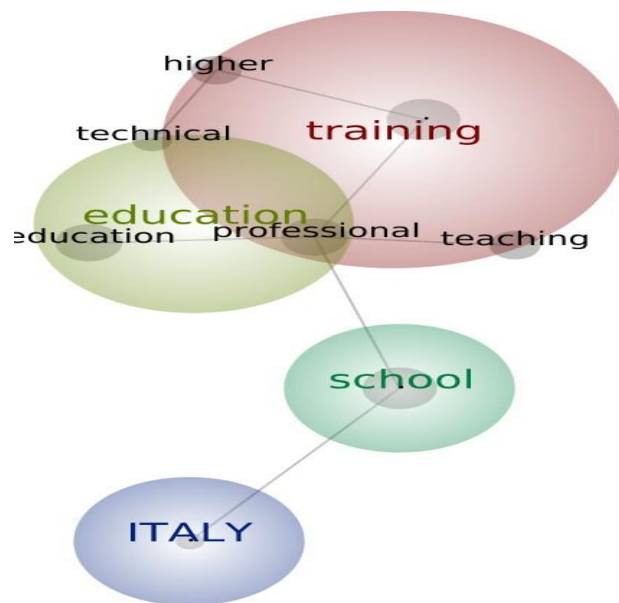 higher
technical
training
education
education
professional
teaching
school
ITALY